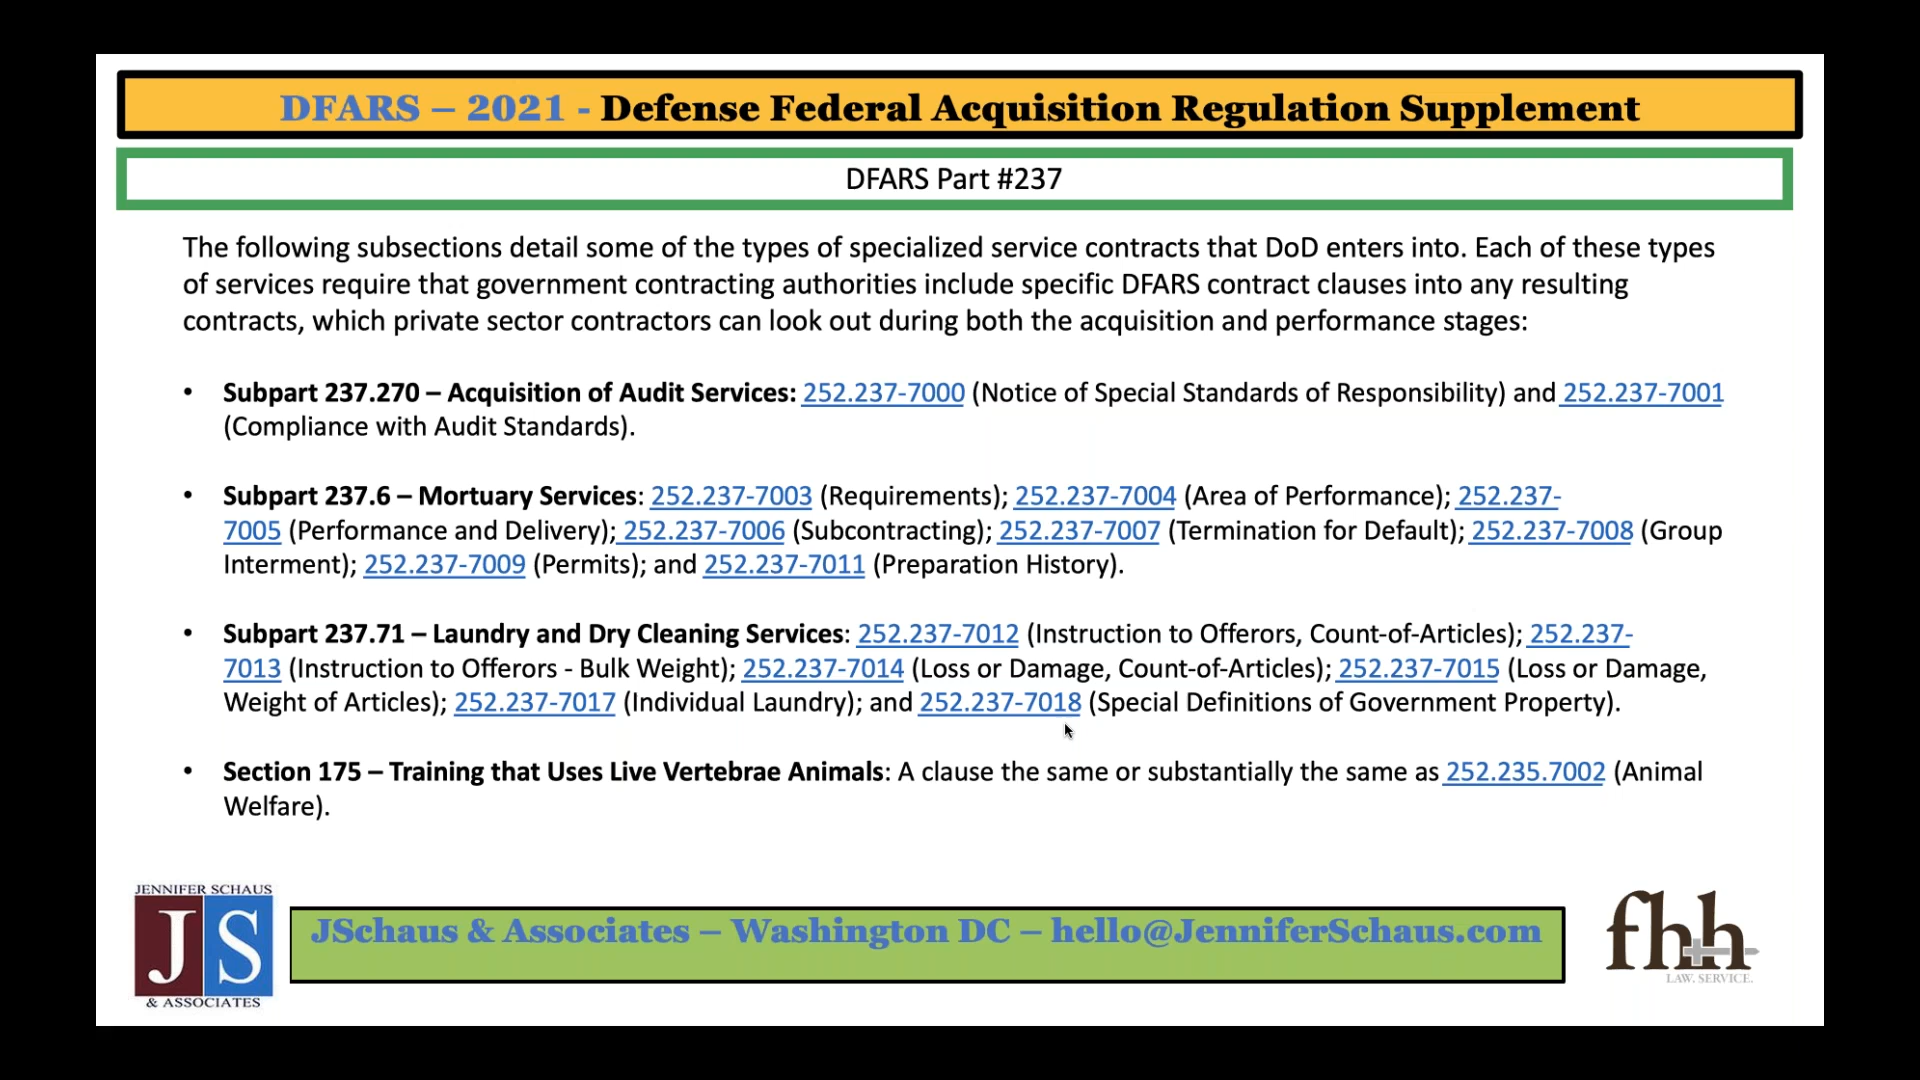 DFARS – 2021 - Defense Federal Acquisition Regulation Supplement
DFARS Part #237
The following subsections detail some of the types of specialized service contracts that DoD enters into. Each of these types
of services require that government contracting authorities include specific DFARS contract clauses into any resulting
contracts, which private sector contractors can look out during both the acquisition and performance stages:
• Subpart 237.270 – Acquisition of Audit Services: 252.237-7000 (Notice of Special Standards of Responsibility) and 252.237-7001
(Compliance with Audit Standards).
• Subpart 237.6 – Mortuary Services: 252.237-7003 (Requirements); 252.237-7004 (Area of Performance); 252.237-
7005 (Performance and Delivery); 252.237-7006 (Subcontracting); 252.237-7007 (Termination for Default); 252.237-7008 (Group
Interment); 252.237-7009 (Permits); and 252.237-7011 (Preparation History).
• Subpart 237.71 – Laundry and Dry Cleaning Services: 252.237-7012 (Instruction to Offerors, Count-of-Articles); 252.237-
7013 (Instruction to Offerors - Bulk Weight); 252.237-7014 (Loss or Damage, Count-of-Articles); 252.237-7015 (Loss or Damage,
Weight of Articles); 252.237-7017 (Individual Laundry); and 252.237-7018 (Special Definitions of Government Property).
• Section 175 – Training that Uses Live Vertebrae Animals: A clause the same or substantially the same as 252.235.7002 (Animal
Welfare).
JENNIFER SCHAUS
JS
& ASSOCIATES
JSchaus & Associates – Washington DC – hello@JenniferSchaus.com
fhh
LAW. SERVICE.